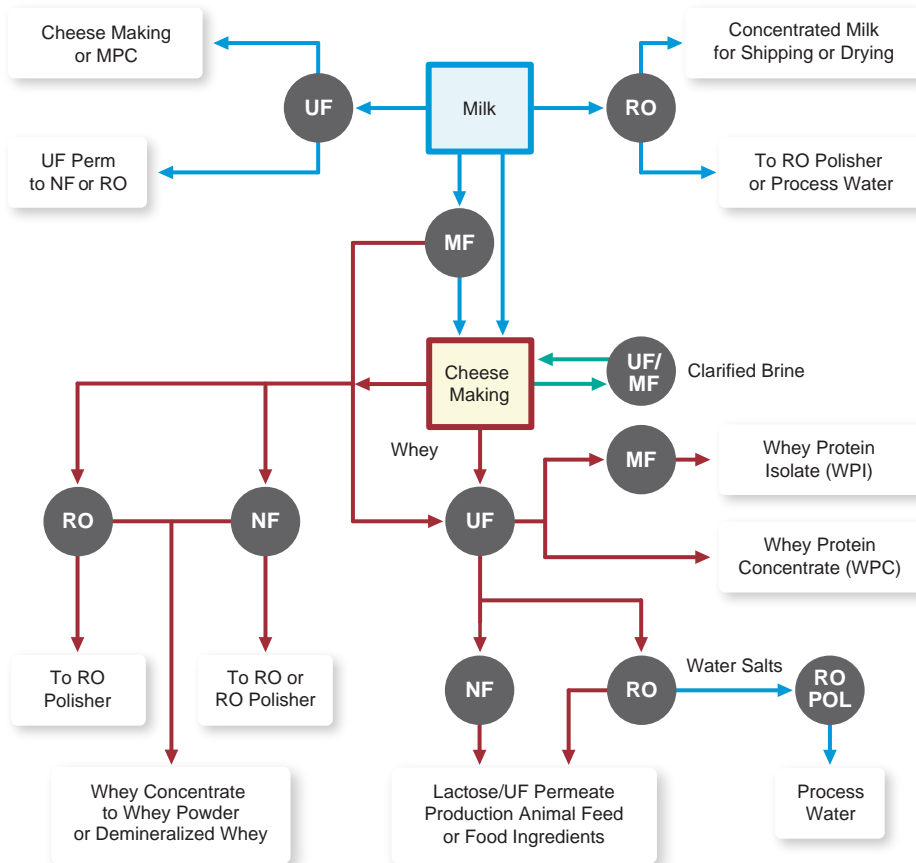 Cheese Making
or MPC
Concentrated Milk
for Shipping or Drying
UF
Milk
RO
UF Perm
to NF or RO
To RO Polisher
or Process Water
MF
Cheese
Making
UF/
MF
Clarified Brine
Whey
MF
Whey Protein
Isolate (WPI)
RO
NF
UF
Whey Protein
Concentrate (WPC)
To RO
Polisher
To RO or
RO Polisher
NF
RO
Water Salts
RO
POL
Whey Concentrate
to Whey Powder
or Demineralized Whey
Lactose/UF Permeate
Production Animal Feed
or Food Ingredients
Process
Water